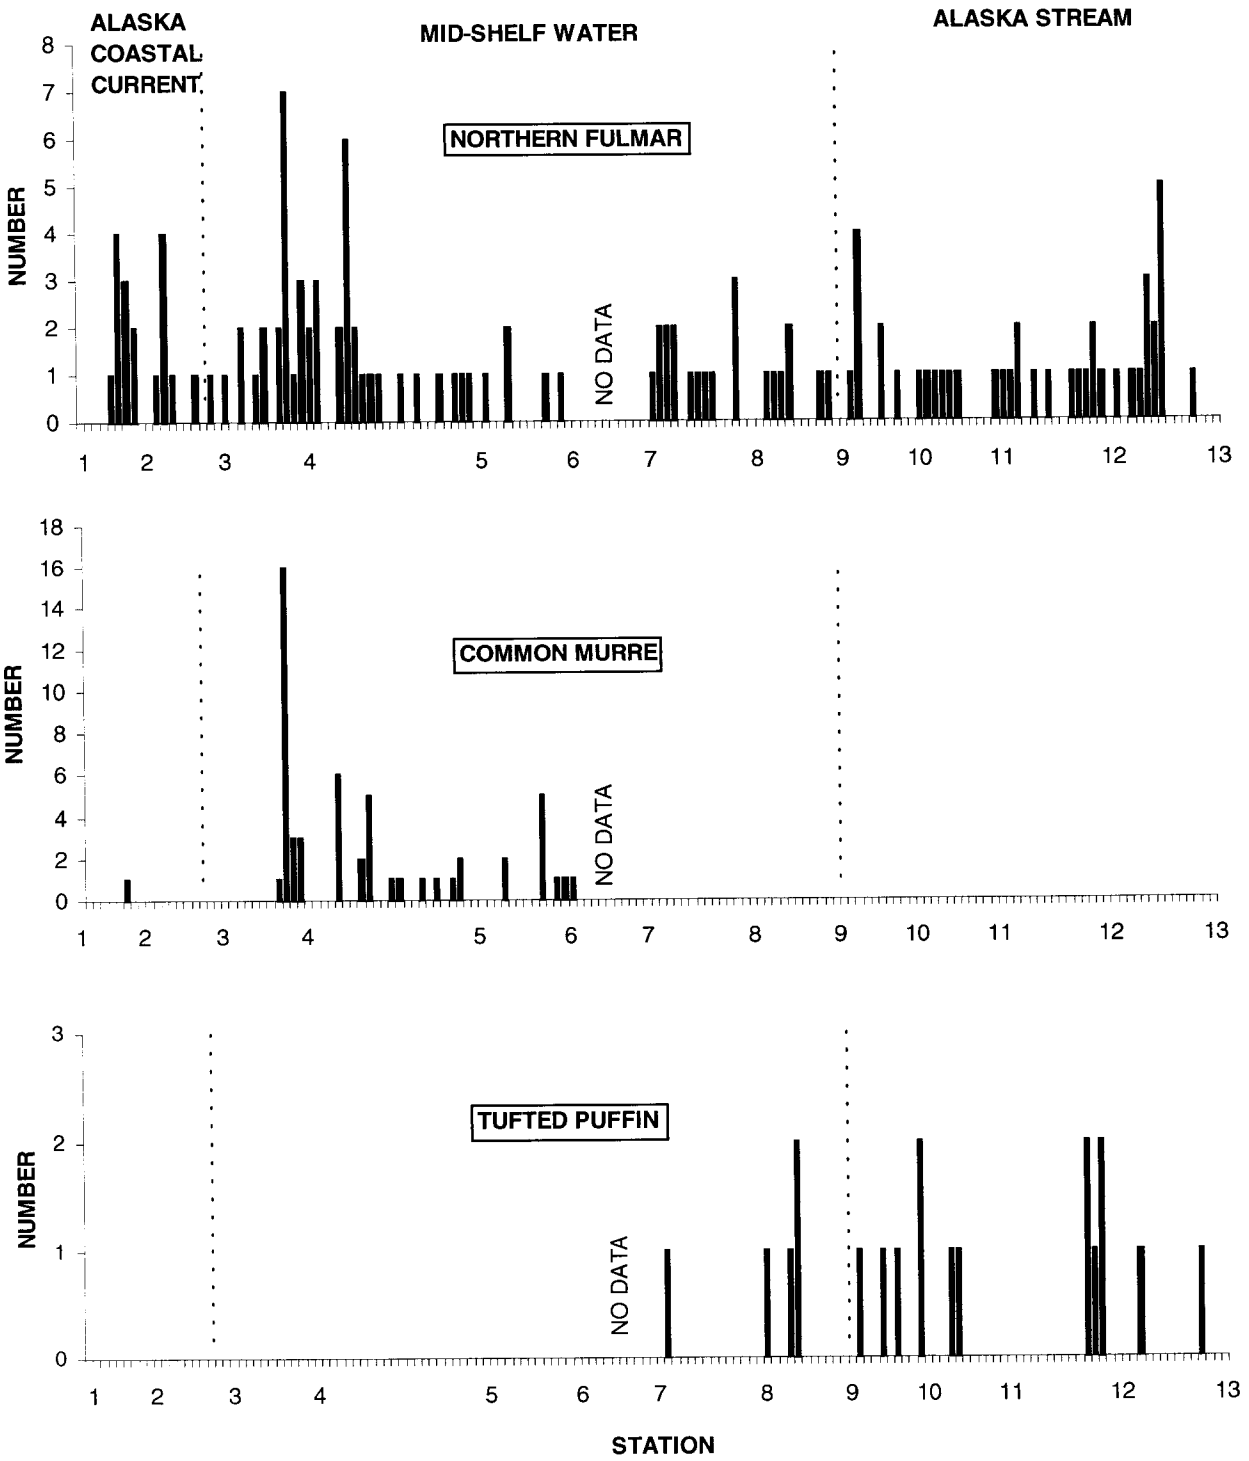 ALASKA
COASTAL
CURRENT
MID-SHELF WATER
ALASKA STREAM
NORTHERN FULMAR
NUMBER
8
7
6
5
4
3
2
1
0
NO DATA
1 2 3 4 5 6 7 8 9 10 11 12 13
COMMON MURRE
NUMBER
18
16
14
12
10
8
6
4
2
0
NO DATA
1 2 3 4 5 6 7 8 9 10 11 12 13
TUFTED PUFFIN
NUMBER
3
2
1
0
NO DATA
1 2 3 4 5 6 7 8 9 10 11 12 13
STATION